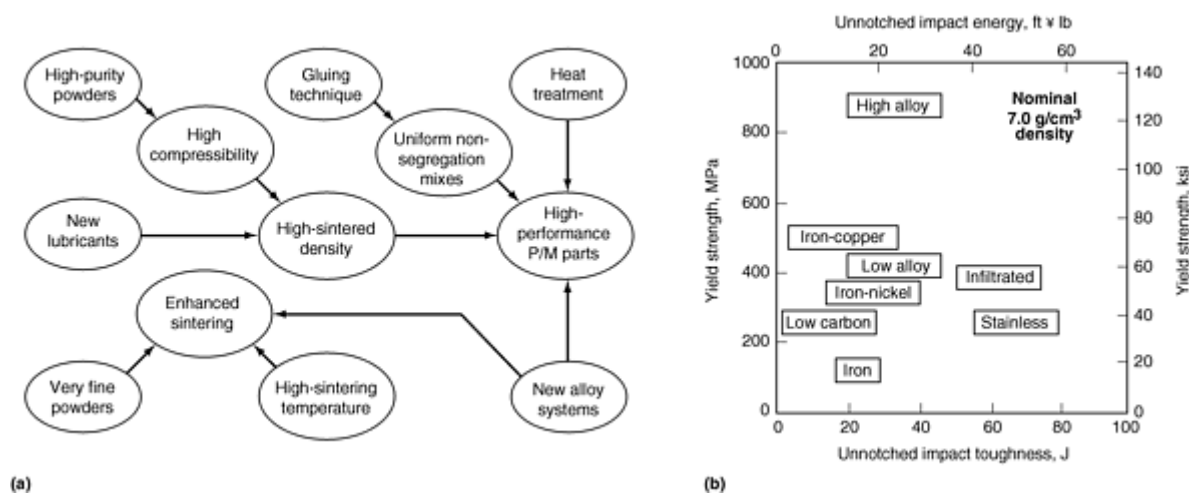 High-purity
powders
Gluing
technique
Heat
treatment
High
compressibility
Uniform non-
segregation
mixes
New
lubricants
High-sintered
density
High-
performance
P/M parts
Enhanced
sintering
Very fine
powders
High-sintering
temperature
New alloy
systems
(a)
Unnotched impact energy, ft ¥ lb
0 20 40 60
1000
800
600
400
200
0
Yield strength, MPa
High alloy
Nominal
7.0 g/cm³
density
Iron-copper
Low alloy
Infiltrated
Iron-nickel
Low carbon
Stainless
Iron
140
120
100
80
60
40
20
0
Yield strength, ksi
0 20 40 60 80 100
Unnotched impact toughness, J
(b)